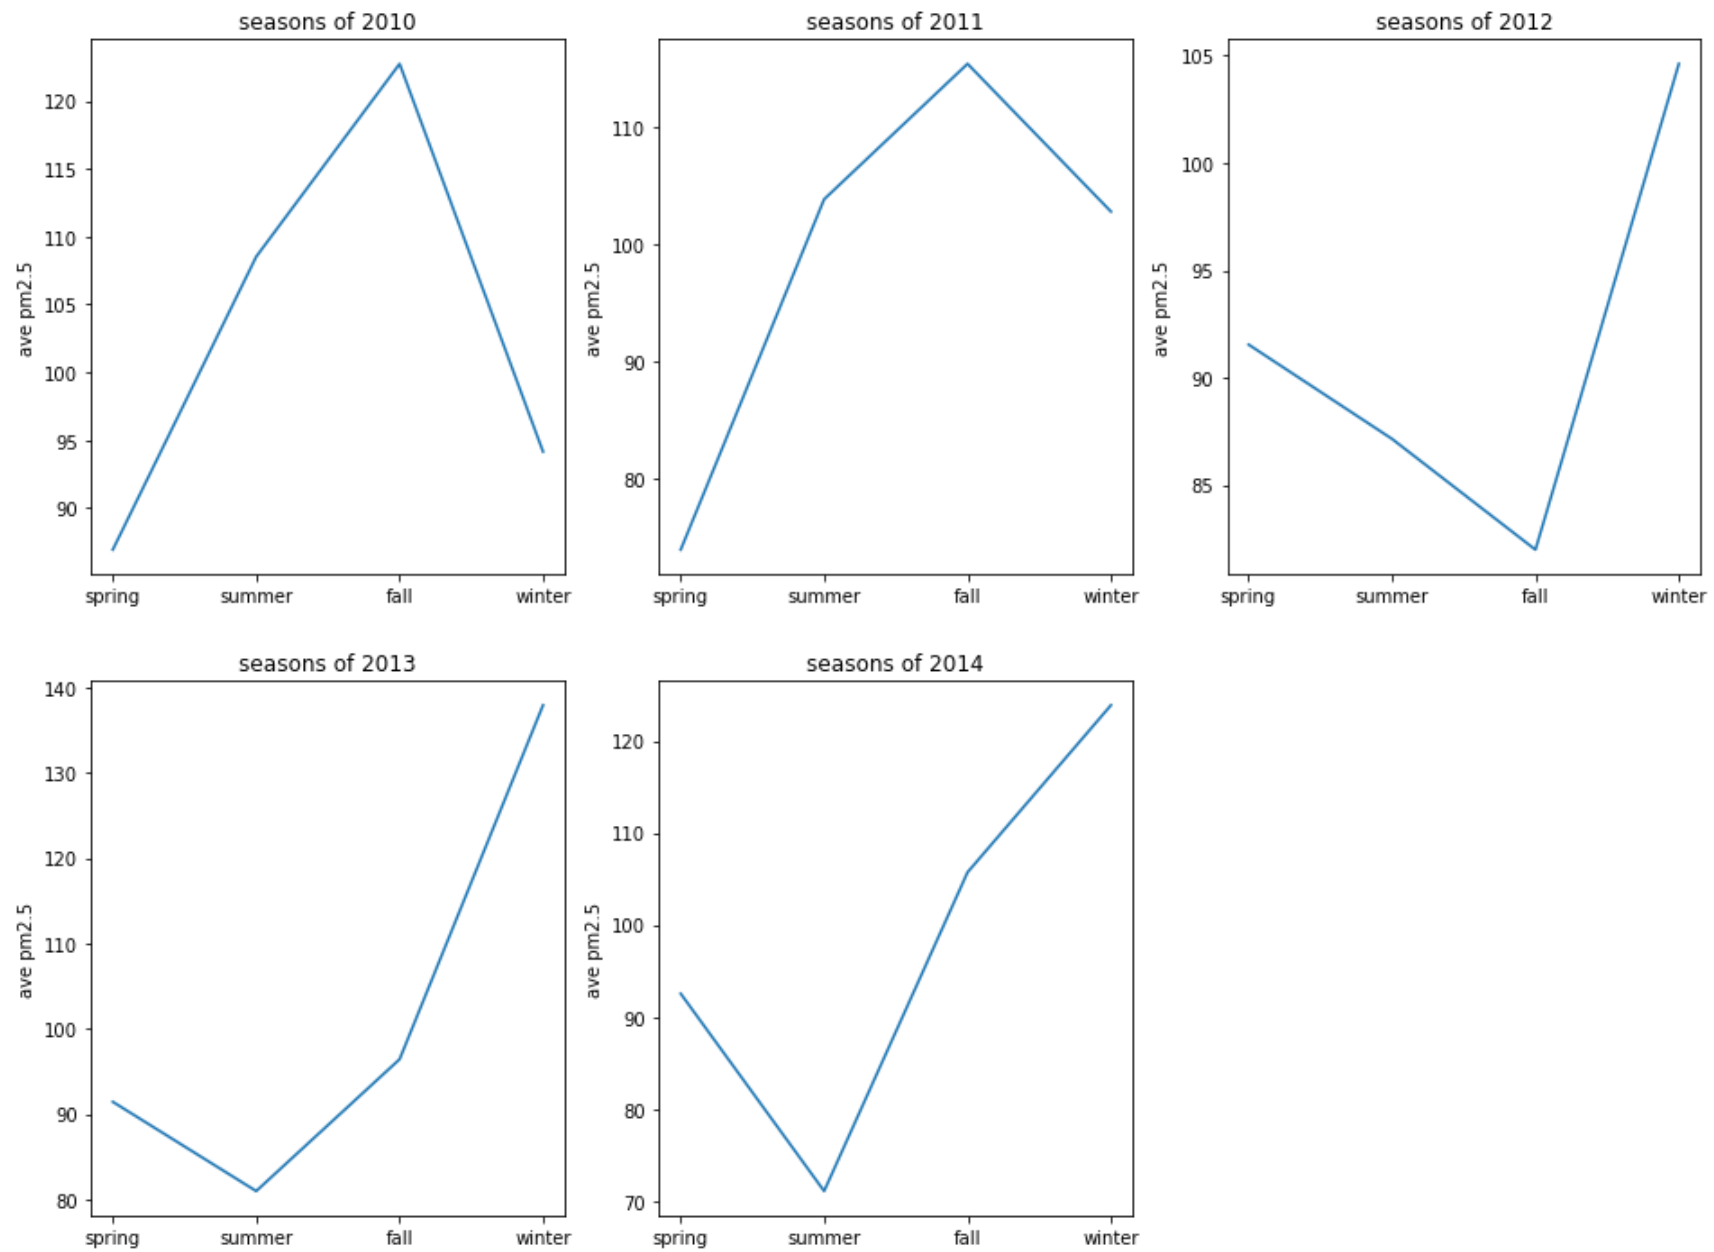 seasons of 2010
120
115
110
105
100
95
90
ave pm2.5
spring summer fall winter
seasons of 2011
110
100
90
80
ave pm2.5
spring summer fall winter
seasons of 2012
105
100
95
90
85
ave pm2.5
spring summer fall winter
seasons of 2013
140
130
120
110
100
90
80
ave pm2.5
spring summer fall winter
seasons of 2014
120
110
100
90
80
70
ave pm2.5
spring summer fall winter